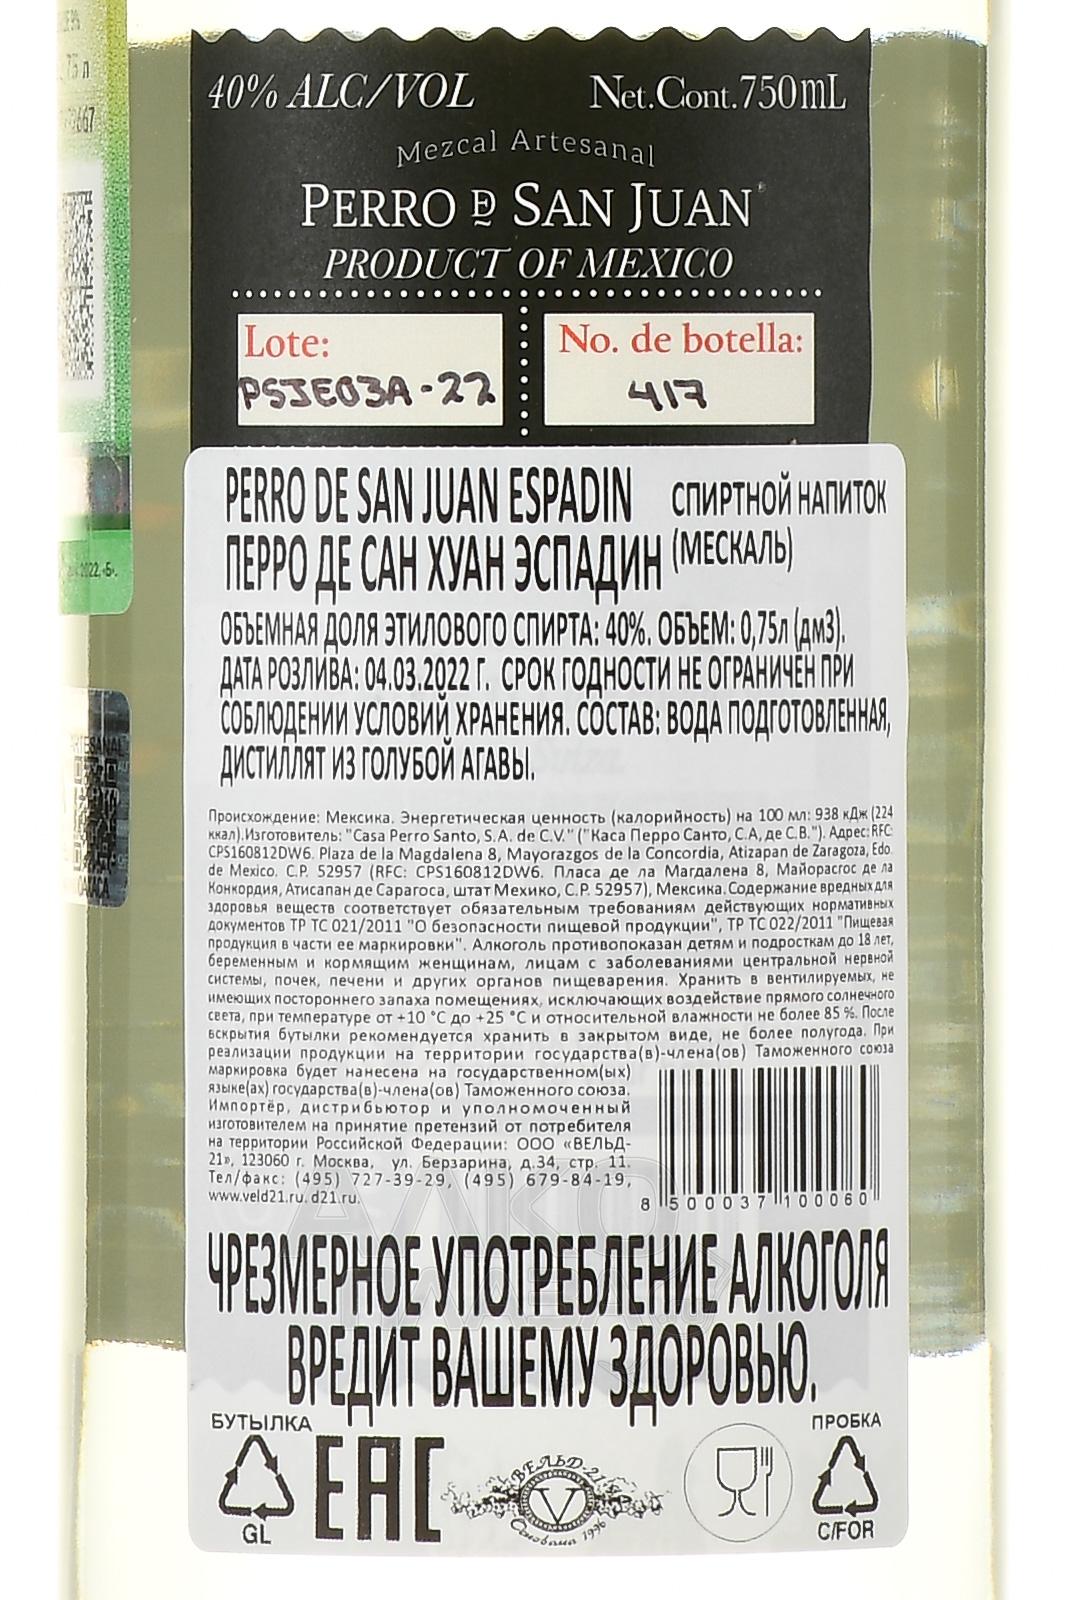 40% ALC/VOL
Net.Cont.750mL
Mezcal Artesanal
PERRO DE SAN JUAN
PRODUCT OF MEXICO
Lote:
PSJE03A-22
No. de botella:
417
PERRO DE SAN JUAN ESPADIN
ПЕРРО ДЕ САН ХУАН ЭСПАДИН
СПИРТНОЙ НАПИТОК
(МЕСКАЛЬ)
ОБЪЕМНАЯ ДОЛЯ ЭТИЛОВОГО СПИРТА: 40%. ОБЪЕМ: 0,75л (дм3).
ДАТА РОЗЛИВА: 04.03.2022 Г. СРОК ГОДНОСТИ НЕ ОГРАНИЧЕН ПРИ
СОБЛЮДЕНИИ УСЛОВИЙ ХРАНЕНИЯ. СОСТАВ: ВОДА ПОДГОТОВЛЕННАЯ,
ДИСТИЛЛЯТ ИЗ ГОЛУБОЙ АГАВЫ.
Происхождение: Мексика. Энергетическая ценность (калорийность) на 100 мл: 938 кДж (224
ккал).Изготовитель: "Casa Perro Santo, S.A. de C.V." ("Каса Перро Санто, С.А, де С.В."). Адрес: RFC:
CPS160812DW6. Plaza de la Magdalena 8, Mayorazgos de la Concordia, Atizapan de Zaragoza, Edo.
de Mexico. C.P. 52957 (RFC: CPS160812DW6. Пласа де ла Магдалена 8, Майорасгос де ла
Конкордия, Атисапан де Сарагоса, штат Мехико, С.Р. 52957), Мексика. Содержание вредных для
здоровья веществ соответствует обязательным требованиям действующих нормативных
документов ТР ТС 021/2011 "О безопасности пищевой продукции", ТР ТС 022/2011 "Пищевая
продукция в части ее маркировки". Алкоголь противопоказан детям и подросткам до 18 лет,
беременным и кормящим женщинам, лицам с заболеваниями центральной нервной
системы, почек, печени и других органов пищеварения. Хранить в вентилируемых, не
имеющих постороннего запаха помещениях, исключающих воздействие прямого солнечного
света, при температуре от +10 °С до +25 °С и относительной влажности не более 85 %. После
вскрытия бутылки рекомендуется хранить в закрытом виде, не более полугода. При
реализации продукции на территории государства(в)-члена(ов) Таможенного союза
маркировка будет нанесена на государственном(ых)
языке(ах) государства(в)-члена(ов) Таможенного союза.
Импортёр, дистрибьютор и уполномоченный
изготовителем на принятие претензий от потребителя
на территории Российской Федерации: ООО «ВЕЛЬД-
21», 123060 г. Москва, ул. Берзарина, д.34, стр. 11.
Тел/факс: (495) 727-39-29, (495) 679-84-19,
www.veld21.ru. d21.ru.
8 500037 100060
ЧРЕЗМЕРНОЕ УПОТРЕБЛЕНИЕ АЛКОГОЛЯ
ВРЕДИТ ВАШЕМУ ЗДОРОВЬЮ.
БУТЫЛКА
GL
EAC
ВЕЛЬД-21
V
Основана 1996
ПРОБКА
C/FOR